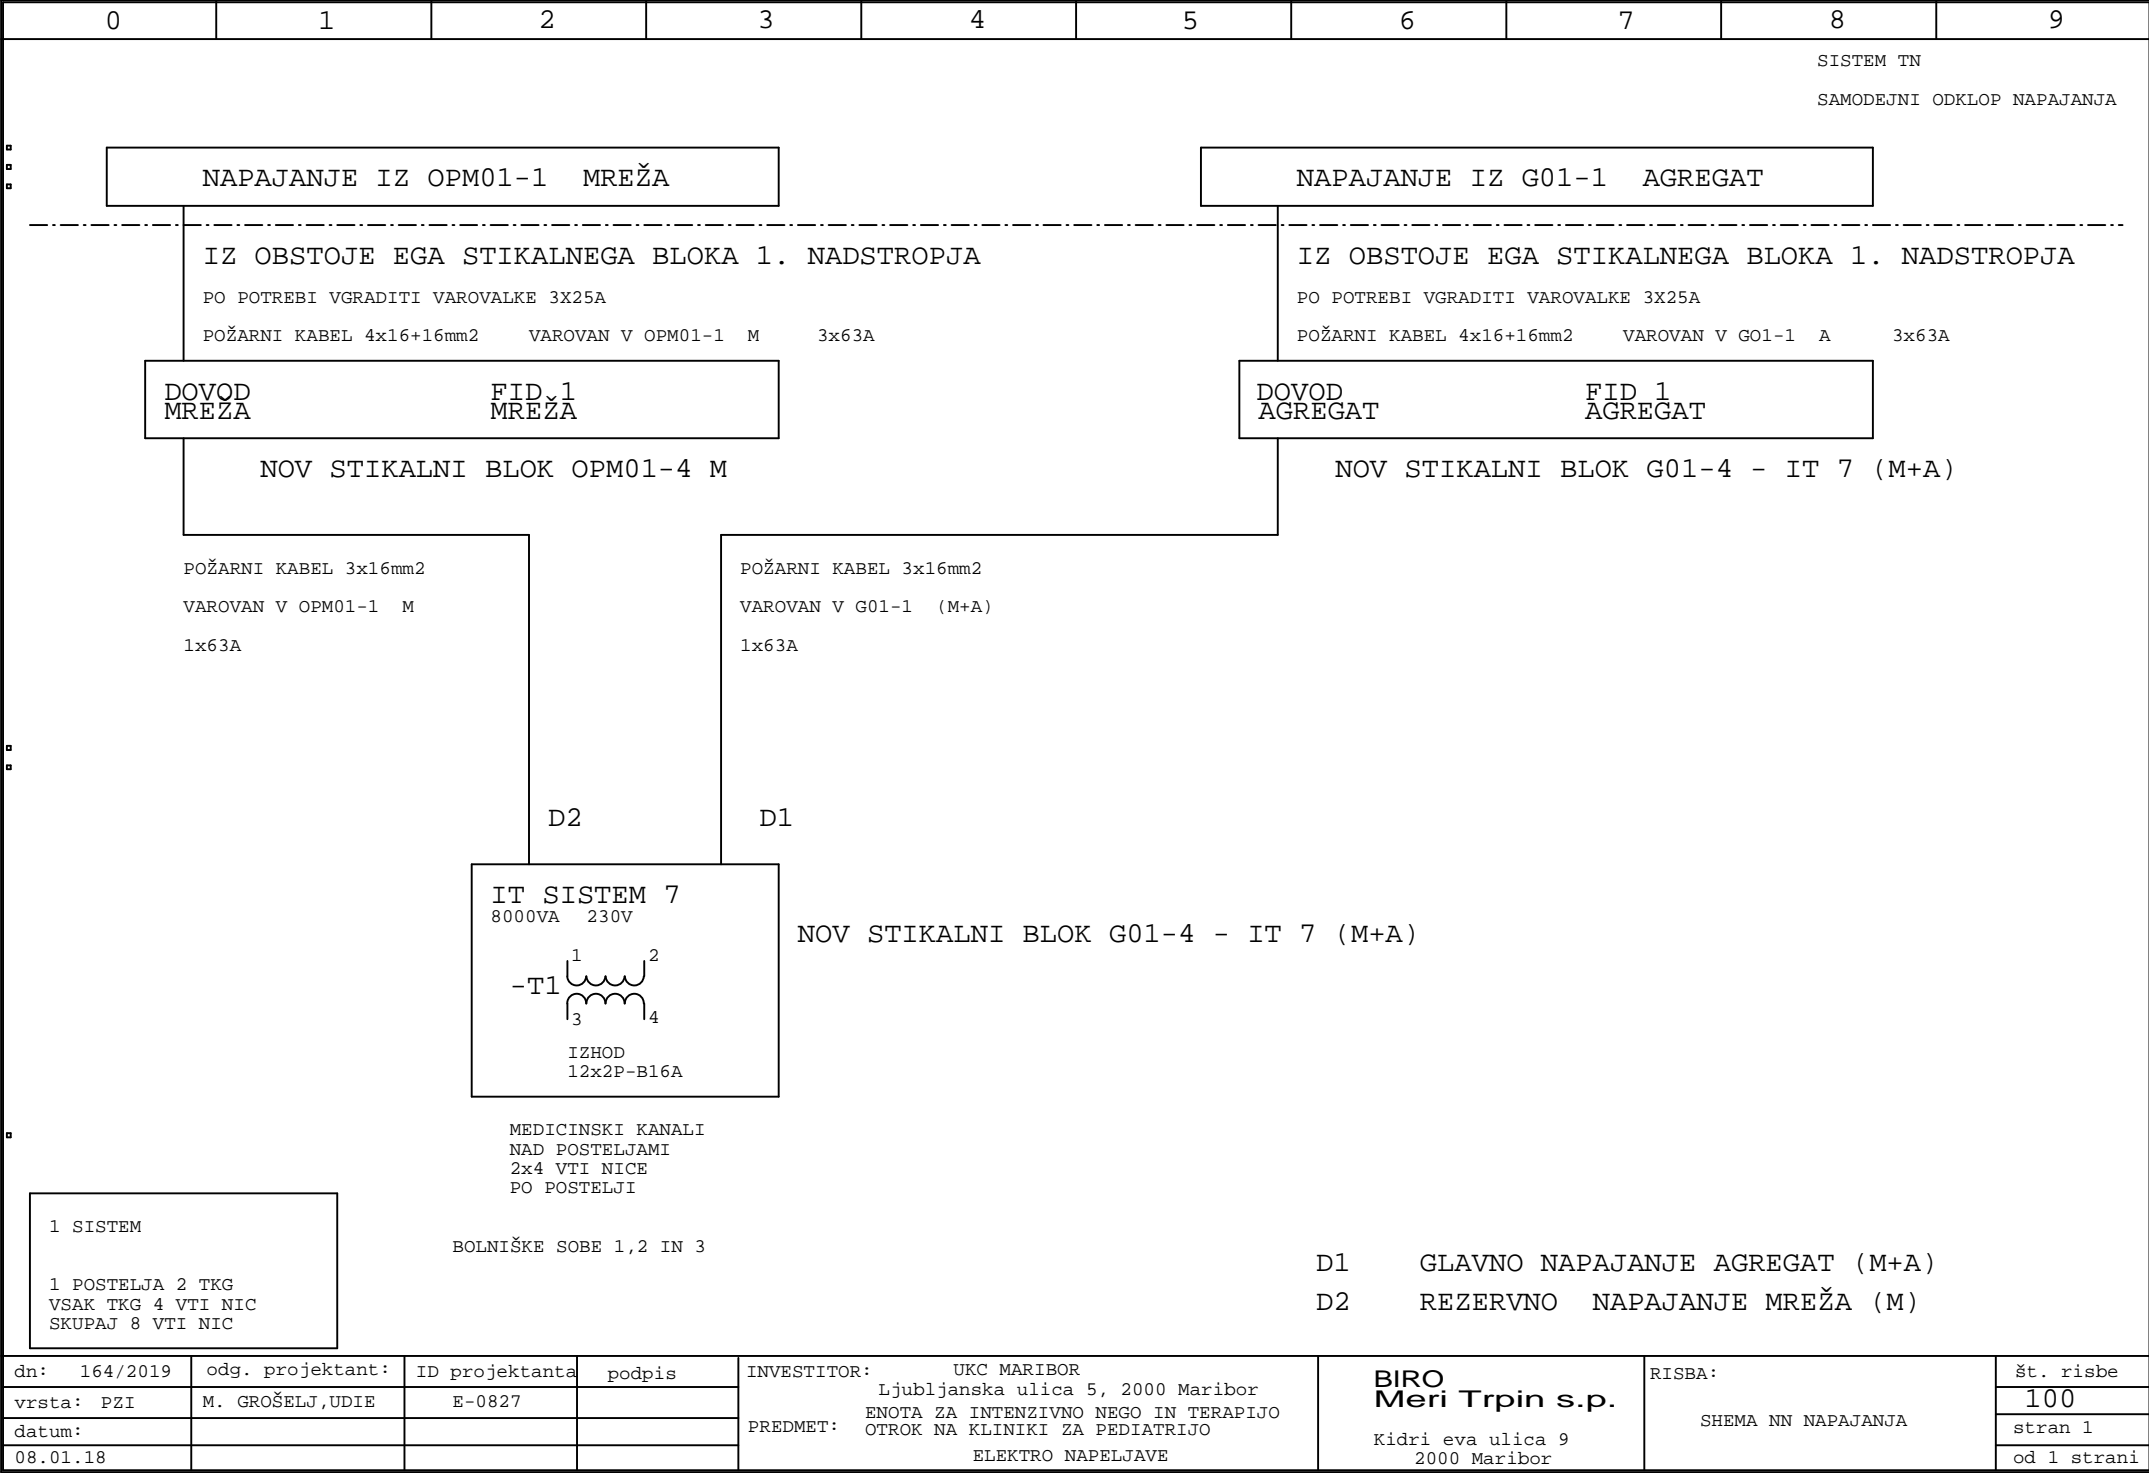 0 1 2 3 4 5 6 7 8 9
SISTEM TN
SAMODEJNI ODKLOP NAPAJANJA
NAPAJANJE IZ OPM01-1 MREŽA
NAPAJANJE IZ G01-1 AGREGAT
IZ OBSTOJE EGA STIKALNEGA BLOKA 1. NADSTROPJA
PO POTREBI VGRADITI VAROVALKE 3X25A
POŽARNI KABEL 4x16+16mm2 VAROVAN V OPM01-1 M 3x63A
IZ OBSTOJE EGA STIKALNEGA BLOKA 1. NADSTROPJA
PO POTREBI VGRADITI VAROVALKE 3X25A
POŽARNI KABEL 4x16+16mm2 VAROVAN V GO1-1 A 3x63A
DOVOD FID 1
MREŽA MREŽA
DOVOD FID 1
AGREGAT AGREGAT
NOV STIKALNI BLOK OPM01-4 M
NOV STIKALNI BLOK G01-4 - IT 7 (M+A)
POŽARNI KABEL 3x16mm2
VAROVAN V OPM01-1 M
1x63A
POŽARNI KABEL 3x16mm2
VAROVAN V G01-1 (M+A)
1x63A
D2
D1
IT SISTEM 7
8000VA 230V
1 2
-T1
3 4
IZHOD
12x2P-B16A
NOV STIKALNI BLOK G01-4 - IT 7 (M+A)
MEDICINSKI KANALI
NAD POSTELJAMI
2x4 VTI NICE
PO POSTELJI
BOLNIŠKE SOBE 1,2 IN 3
1 SISTEM
1 POSTELJA 2 TKG
VSAK TKG 4 VTI NIC
SKUPAJ 8 VTI NIC
D1 GLAVNO NAPAJANJE AGREGAT (M+A)
D2 REZERVNO NAPAJANJE MREŽA (M)
dn: 164/2019
odg. projektant:
ID projektanta
podpis
vrsta: PZI
M. GROŠELJ,UDIE
E-0827
datum:
08.01.18
INVESTITOR: UKC MARIBOR
Ljubljanska ulica 5, 2000 Maribor
PREDMET: ENOTA ZA INTENZIVNO NEGO IN TERAPIJO
OTROK NA KLINIKI ZA PEDIATRIJO
ELEKTRO NAPELJAVE
BIRO
Meri Trpin s.p.
Kidri eva ulica 9
2000 Maribor
RISBA:
SHEMA NN NAPAJANJA
št. risbe
100
stran 1
od 1 strani